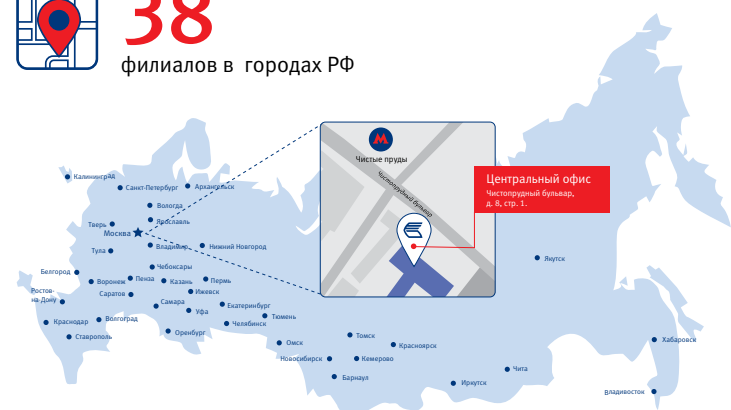 38
филиалов в городах РФ
М
Чистые пруды
Чистопрудный бульвар
Центральный офис
Чистопрудный бульвар,
д. 8, стр. 1.
Калининград
Санкт-Петербург
Архангельск
Вологда
Ярославль
Тверь
Москва
Владимир
Нижний Новгород
Тула
Якутск
Чебоксары
Белгород
Воронеж
Пенза
Казань
Пермь
Ростов-
на-Дону
Саратов
Ижевск
Самара
Екатеринбург
Уфа
Тюмень
Краснодар
Волгоград
Челябинск
Ставрополь
Оренбург
Омск
Томск
Красноярск
Хабаровск
Новосибирск
Кемерово
Барнаул
Иркутск
Чита
Владивосток